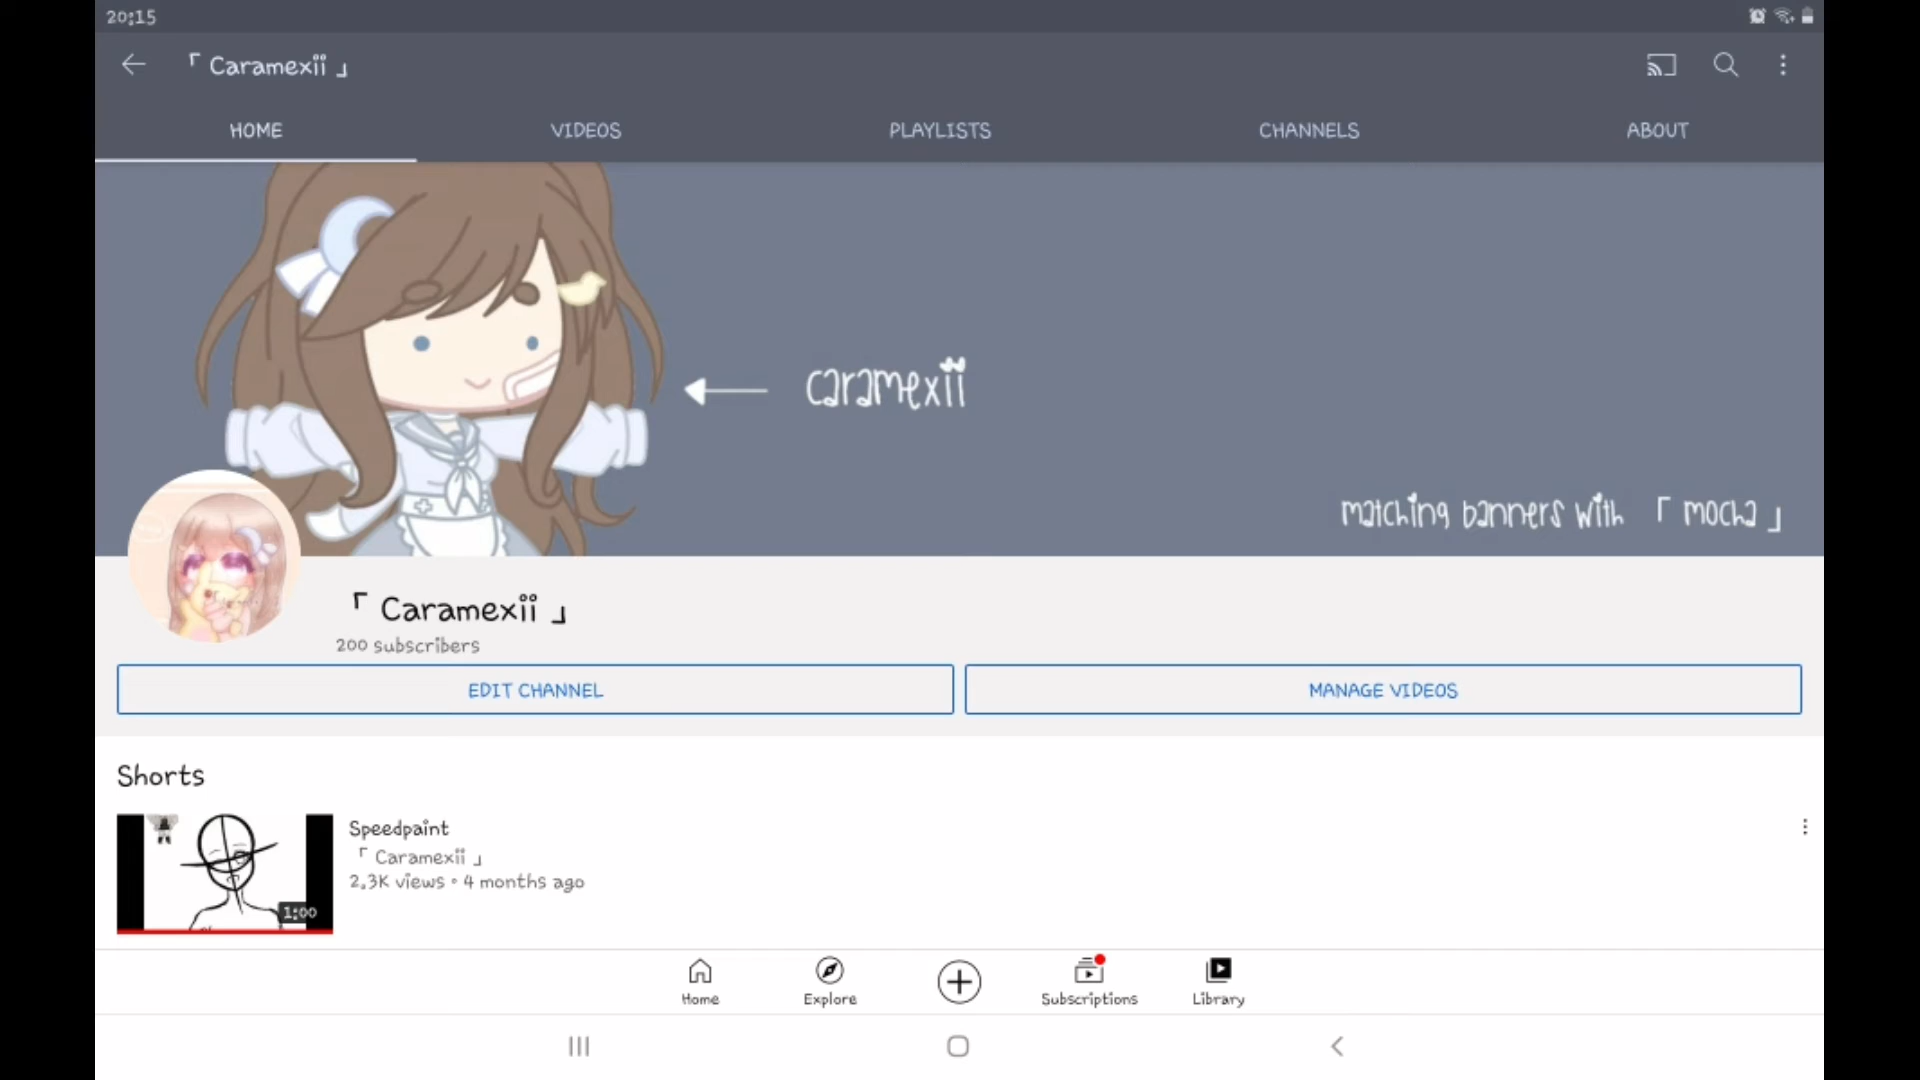 20:15
「 Caramexii 」
HOME
VIDEOS
PLAYLISTS
CHANNELS
ABOUT
caramexii
matching banners with 「 mocha 」
「 Caramexii 」
200 subscribers
EDIT CHANNEL
MANAGE VIDEOS
Shorts
1:00
Speedpaint
「 Caramexii 」
2,3K views • 4 months ago
Home
Explore
Subscriptions
Library